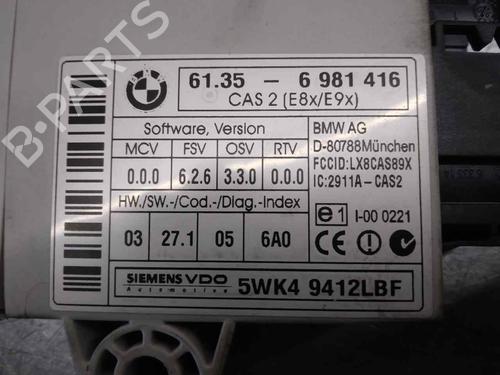 B-PARTS
BMW
61.35 - 6 981 416
CAS 2 (E8x/E9x)
Software, Version
MCV FSV OSV RTV
0.0.0 6.2.6 3.3.0 0.0.0
HW./SW.-/Cod.-/Diag.-Index
03 27.1 05 6A0
BMW AG
D-80788München
FCCID:LX8CAS89X
IC:2911A-CAS2
e1 I-00 0221
CE
SIEMENS VDO
Automotive
5WK4 9412LBF